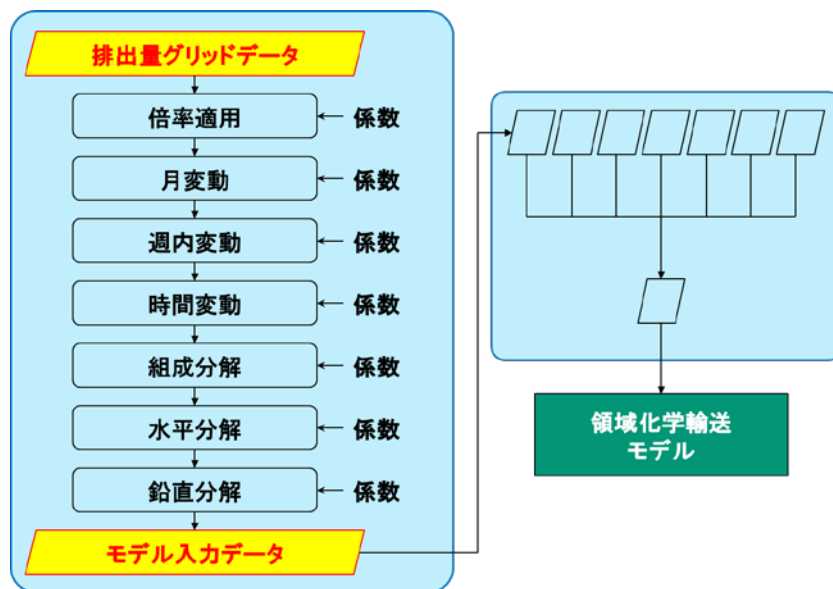 排出量グリッドデータ
倍率適用
係数
月変動
係数
週内変動
係数
時間変動
係数
組成分解
係数
水平分解
係数
鉛直分解
係数
モデル入力データ
領域化学輸送
モデル